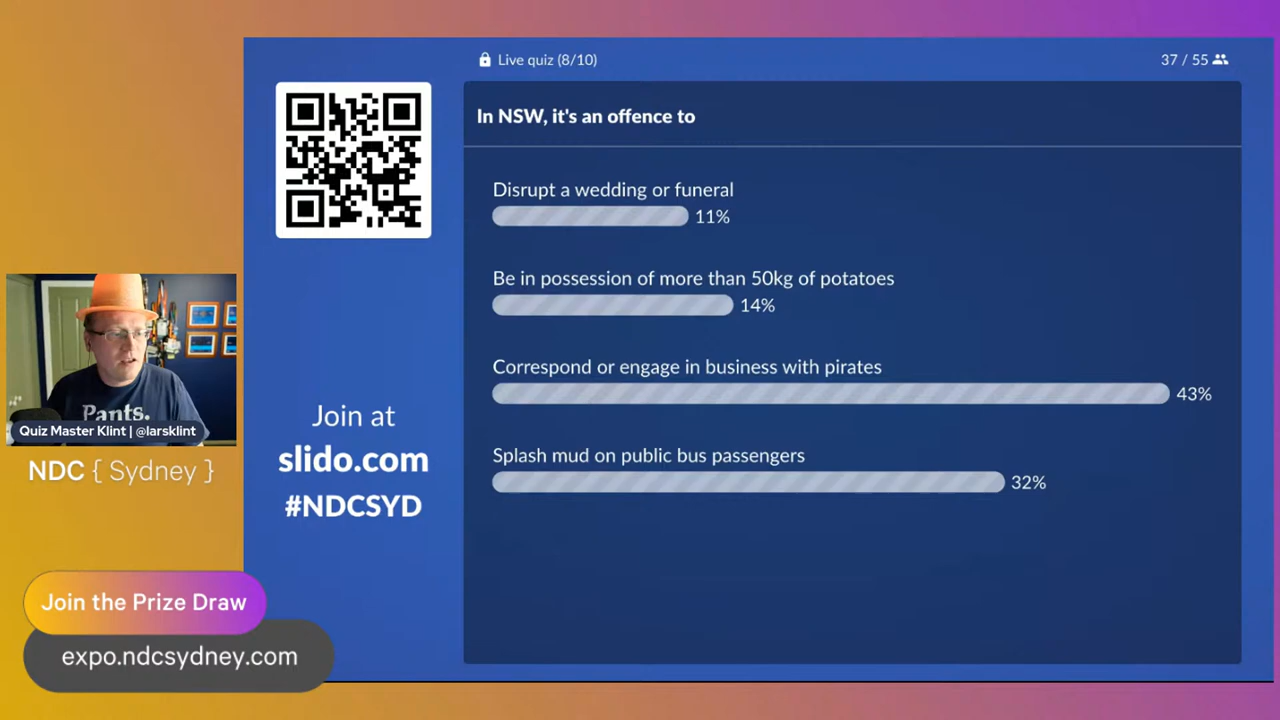 Live quiz (8/10)
37 / 55
In NSW, it's an offence to
Disrupt a wedding or funeral
11%
Be in possession of more than 50kg of potatoes
14%
Correspond or engage in business with pirates
43%
Splash mud on public bus passengers
32%
Join at
slido.com
#NDCSYD
Pants.
Quiz Master Klint | @larsklint
NDC { Sydney }
Join the Prize Draw
expo.ndcsydney.com